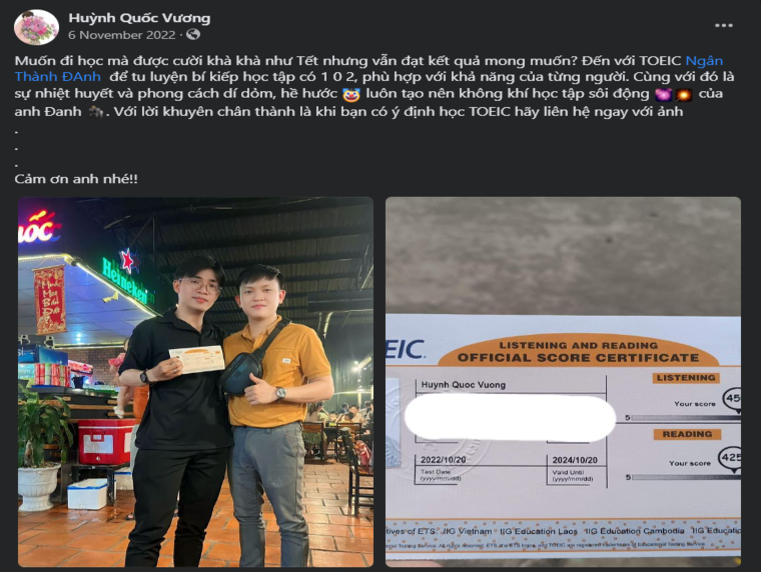 Huỳnh Quốc Vương
6 November 2022 ·
Muốn đi học mà được cười khà khà như Tết nhưng vẫn đạt kết quả mong muốn? Đến với TOEIC Ngân
Thành ĐAnh để tu luyện bí kiếp học tập có 1 0 2, phù hợp với khả năng của từng người. Cùng với đó là
sự nhiệt huyết và phong cách dí dỏm, hề hước 🤡 luôn tạo nên không khí học tập sôi động 💥 của
anh Đanh . Với lời khuyên chân thành là khi bạn có ý định học TOEIC hãy liên hệ ngay với ảnh
.
.
.
Cảm ơn anh nhé!!
ỐC
Heineken
EIC.
LISTENING AND READING
OFFICIAL SCORE CERTIFICATE
Huynh Quoc Vuong
LISTENING
Your score
5
READING
Your score
425
5
2022/10/20
Test Date
(yyyy/mm/dd)
2024/10/20
Valid Until
(yyyy/mm/dd)
tives of ETS. IIG Vietnam IIG Education Laos IIG Education Cambodia IIG Educatio